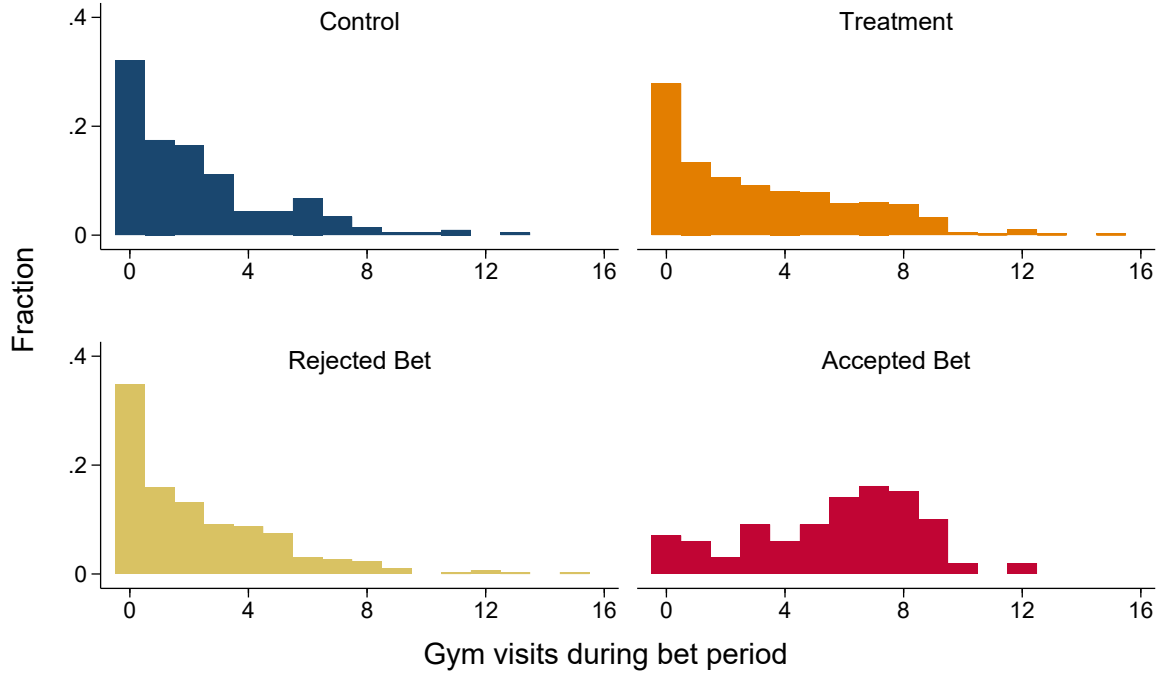 Control
Treatment
.4
.2
0
0 4 8 12 16
0 4 8 12 16
Fraction
Rejected Bet
Accepted Bet
.4
.2
0
0 4 8 12 16
0 4 8 12 16
Gym visits during bet period